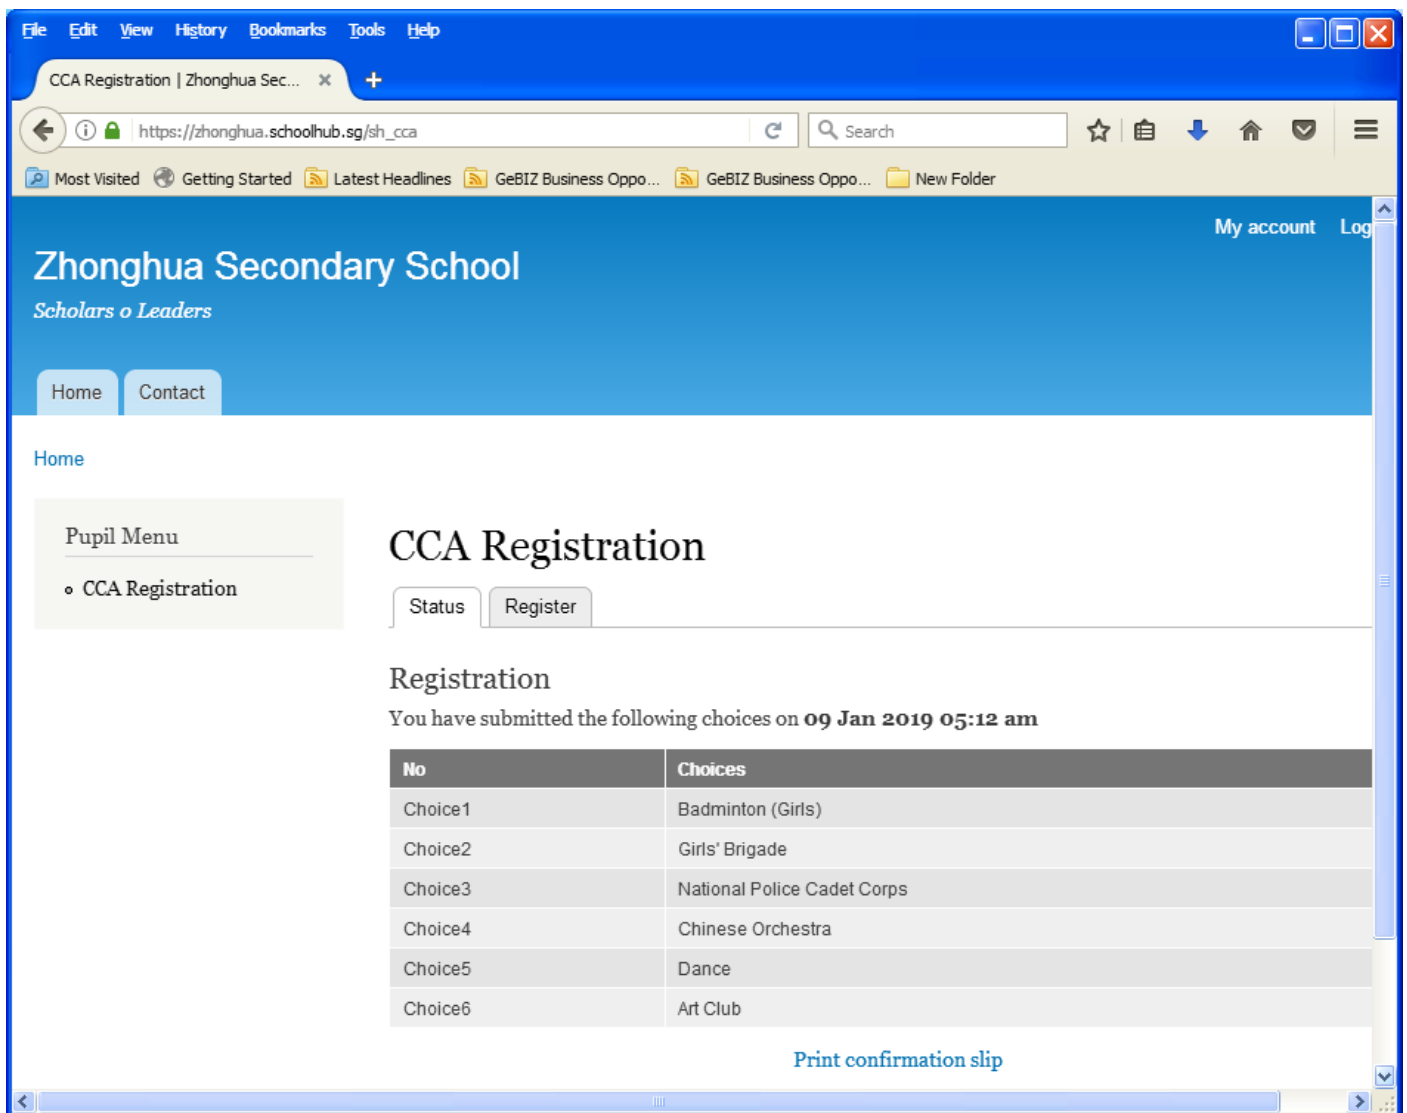 File Edit View History Bookmarks Tools Help
CCA Registration | Zhonghua Sec...
https://zhonghua.schoolhub.sg/sh_cca Search
Most Visited Getting Started Latest Headlines GeBIZ Business Oppo... GeBIZ Business Oppo... New Folder
My account Log
Zhonghua Secondary School
Scholars o Leaders
Home Contact
Home
Pupil Menu
CCA Registration
CCA Registration
Status Register
Registration
You have submitted the following choices on 09 Jan 2019 05:12 am
No Choices
Choice1 Badminton (Girls)
Choice2 Girls' Brigade
Choice3 National Police Cadet Corps
Choice4 Chinese Orchestra
Choice5 Dance
Choice6 Art Club
Print confirmation slip